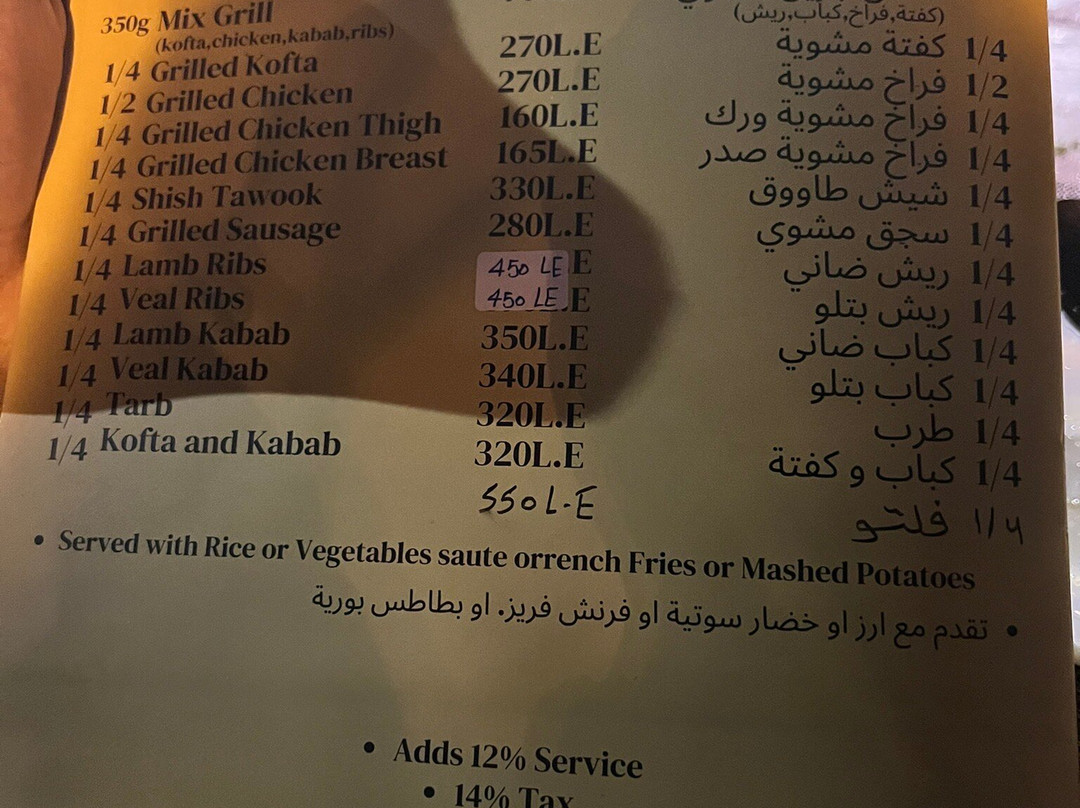 350g Mix Grill
(kofta,chicken,kabab,ribs) (كفتة,فراخ,كباب,ريش)
1/4 Grilled Kofta 270L.E 1/4 كفتة مشوية
1/2 Grilled Chicken 270L.E 1/2 فراخ مشوية
1/4 Grilled Chicken Thigh 160L.E 1/4 فراخ مشوية ورك
1/4 Grilled Chicken Breast 165L.E 1/4 فراخ مشوية صدر
1/4 Shish Tawook 330L.E 1/4 شيش طاووق
1/4 Grilled Sausage 280L.E 1/4 سجق مشوي
1/4 Lamb Ribs 450 LE E 1/4 ريش ضاني
1/4 Veal Ribs 450 LE .E 1/4 ريش بتلو
1/4 Lamb Kabab 350L.E 1/4 كباب ضاني
1/4 Veal Kabab 340L.E 1/4 كباب بتلو
1/4 Tarb 320L.E 1/4 طرب
1/4 Kofta and Kabab 320L.E 1/4 كباب و كفتة
550L.E 1/4 فلتو
• Served with Rice or Vegetables saute orrench Fries or Mashed Potatoes
• تقدم مع ارز او خضار سوتية او فرنش فريز. او بطاطس بورية
• Adds 12% Service
• 14% Tax